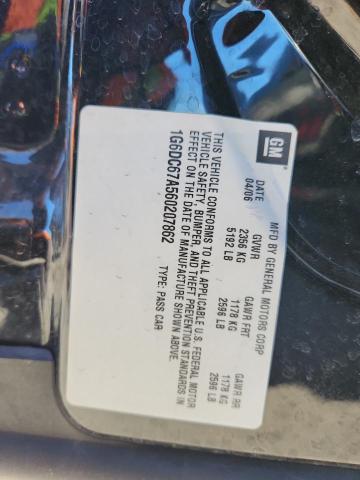 GM
MFD BY GENERAL MOTORS CORP
DATE GVWR GAWR FRT GAWR RR
04/06 2356 KG 1178 KG 1178 KG
5192 LB 2596 LB 2596 LB
THIS VEHICLE CONFORMS TO ALL APPLICABLE U.S. FEDERAL MOTOR
VEHICLE SAFETY, BUMPER, AND THEFT PREVENTION STANDARDS IN
EFFECT ON THE DATE OF MANUFACTURE SHOWN ABOVE.
1G6DC67A560207862 TYPE: PASS CAR